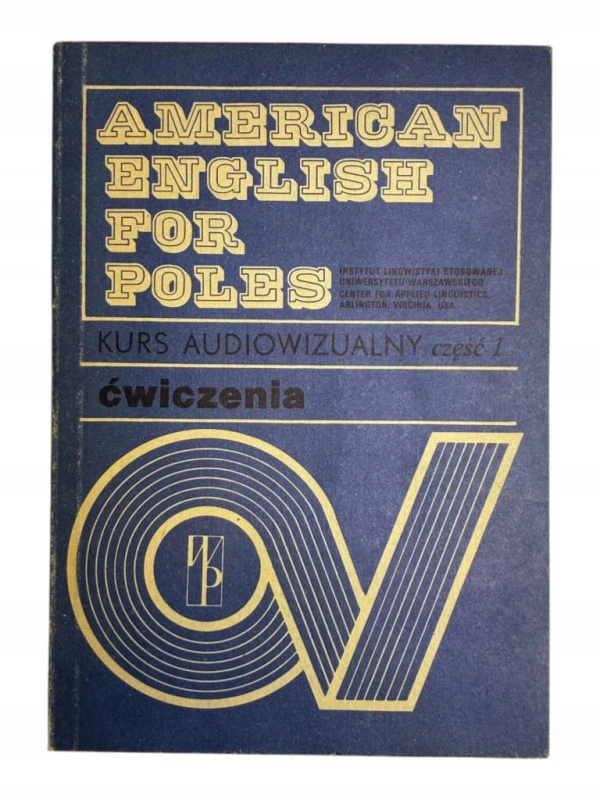 AMERICAN
ENGLISH
FOR
POLES
INSTYTUT LINGWISTYKI STOSOWANEJ
UNIWERSYTETU WARSZAWSKIEGO
CENTER FOR APPLIED LINGUISTICS,
ARLINGTON, VIRGINIA, USA
KURS AUDIOWIZUALNY część 1
ćwiczenia
WP